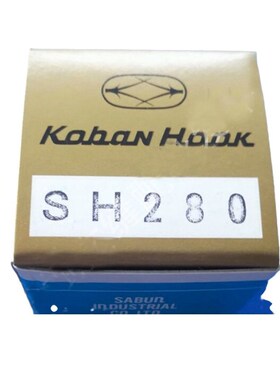 Koban Hook
SH280
SABUN
INDUSTRIAL
CO.LTD.